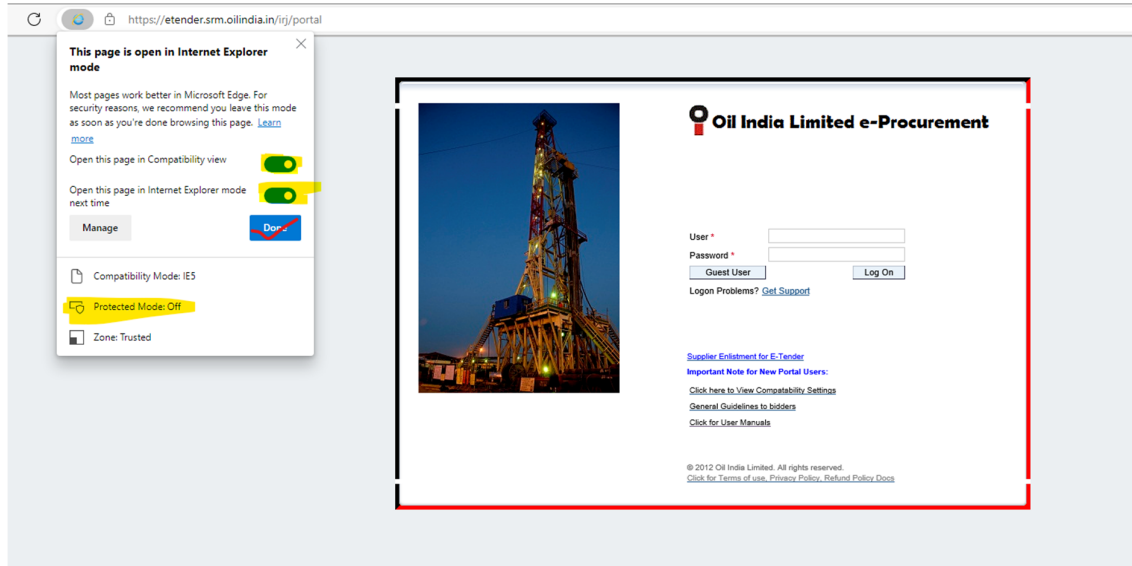 https://etender.srm.oilindia.in/irj/portal
This page is open in Internet Explorer
mode
Most pages work better in Microsoft Edge. For
security reasons, we recommend you leave this mode
as soon as you're done browsing this page. Learn
more
Open this page in Compatibility view
Open this page in Internet Explorer mode
next time
Manage
Done
Compatibility Mode: IE5
Protected Mode: Off
Zone: Trusted
Oil India Limited e-Procurement
User *
Password *
Guest User
Log On
Logon Problems? Get Support
Supplier Enlistment for E-Tender
Important Note for New Portal Users:
Click here to View Compatability Settings
General Guidelines to bidders
Click for User Manuals
© 2012 Oil India Limited. All rights reserved.
Click for Terms of use, Privacy Policy, Refund Policy Docs